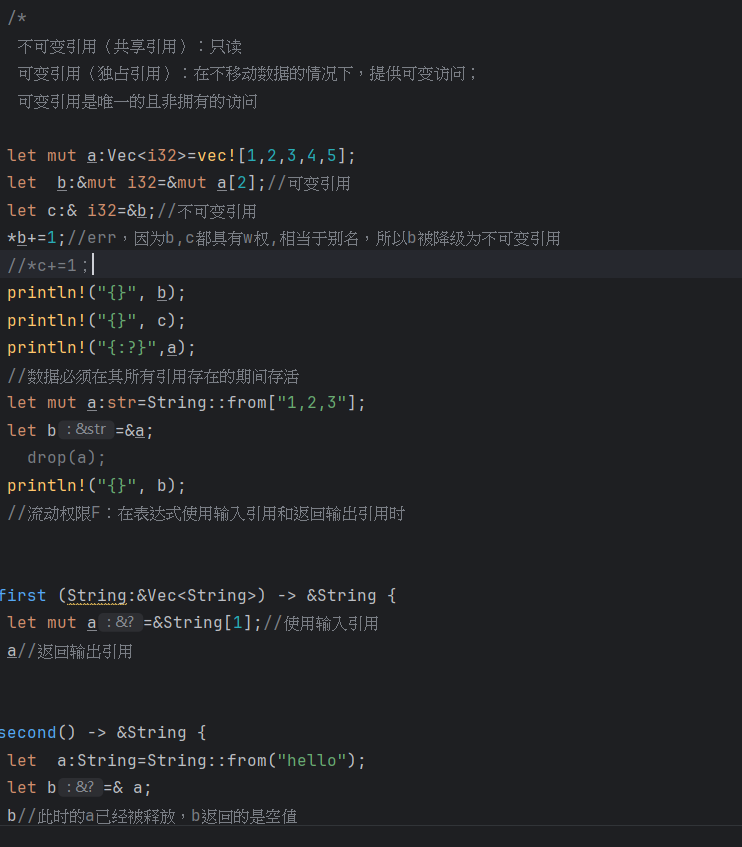 /*
不可变引用（共享引用）：只读
可变引用（独占引用）：在不移动数据的情况下，提供可变访问；
可变引用是唯一的且非拥有的访问
let mut a:Vec<i32>=vec![1,2,3,4,5];
let  b:&mut i32=&mut a[2];//可变引用
let c:& i32=&b;//不可变引用
*b+=1;//err，因为b,c都具有w权,相当于别名，所以b被降级为不可变引用
//*c+=1；
println!("{}", b);
println!("{}", c);
println!("{:?}",a);
//数据必须在其所有引用存在的期间存活
let mut a:str=String::from["1,2,3"];
let b : &str =&a;
drop(a);
println!("{}", b);
//流动权限F：在表达式使用输入引用和返回输出引用时
first (String:&Vec<String>) -> &String {
let mut a : &? =&String[1];//使用输入引用
a//返回输出引用
second() -> &String {
let  a:String=String::from("hello");
let b : &? =& a;
b//此时的a已经被释放，b返回的是空值